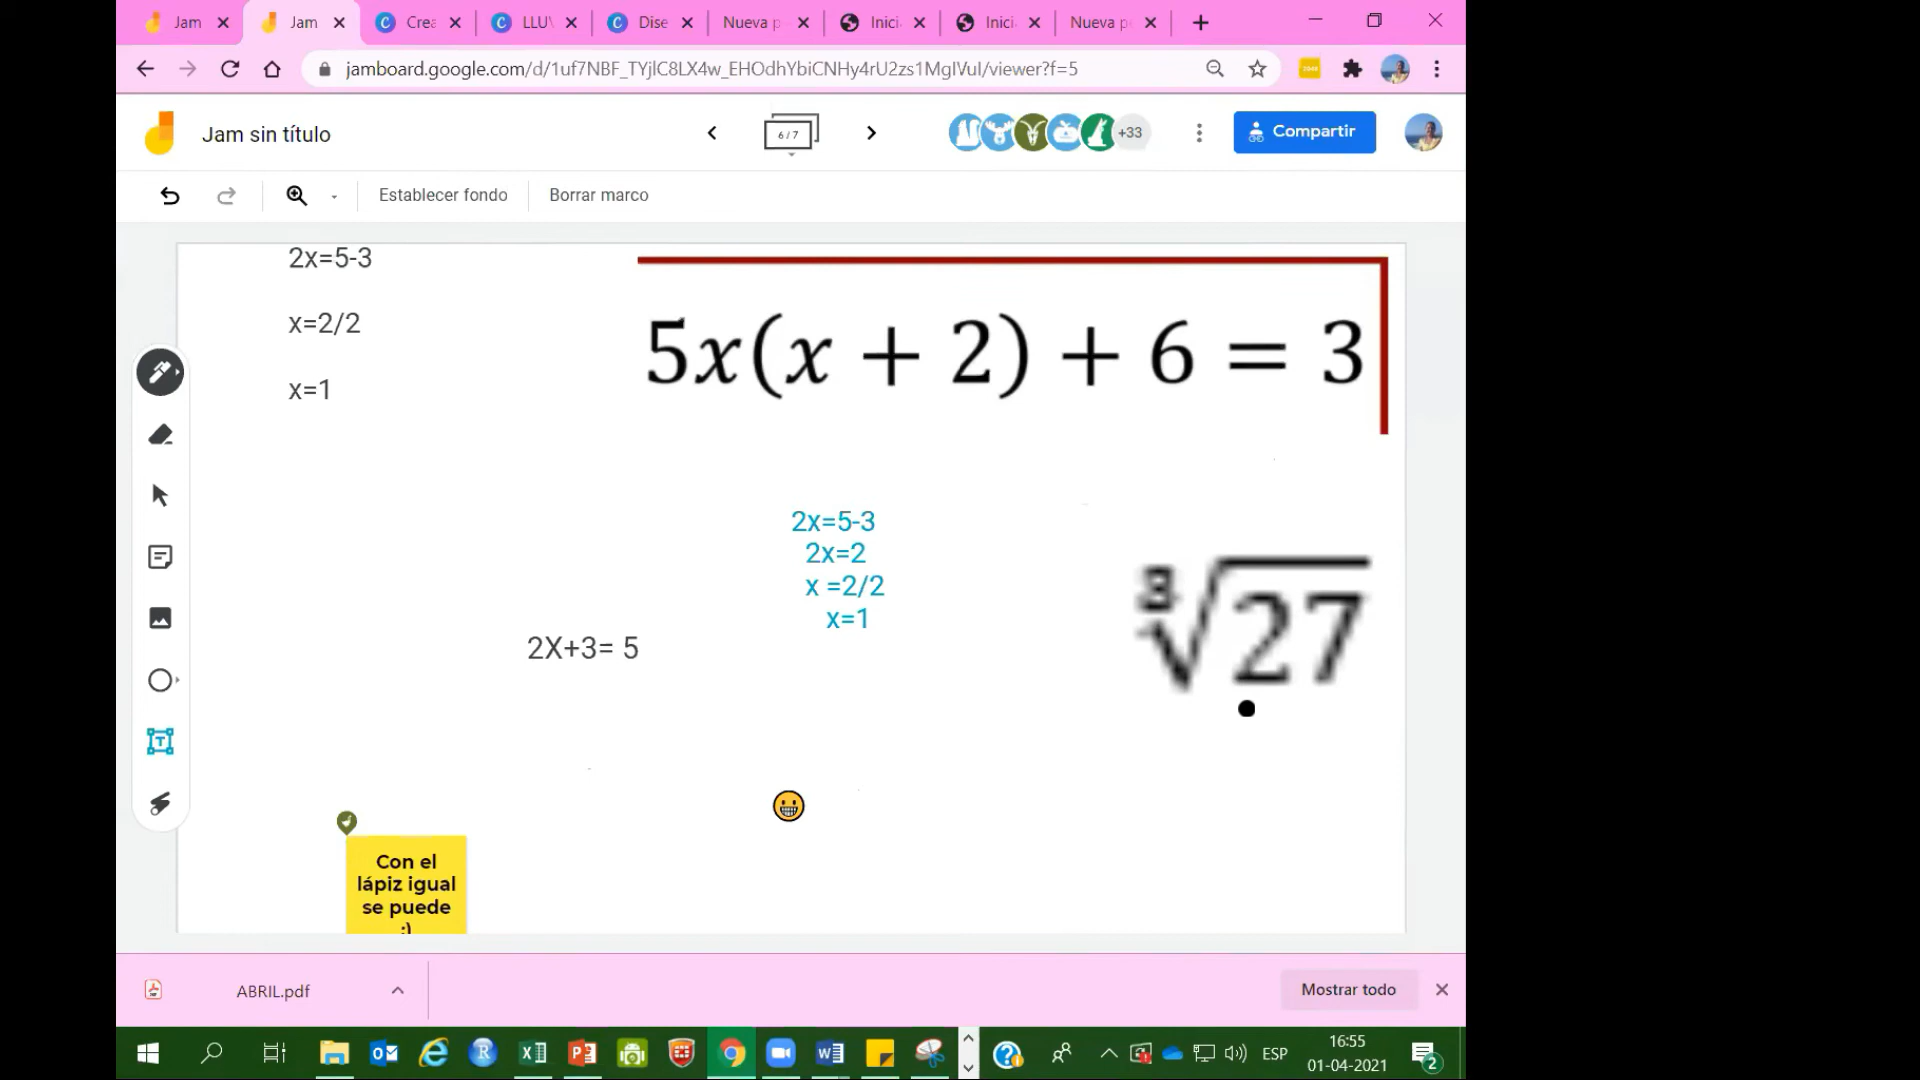 Jam
Jam
Crea
LLUV
Dise
Nueva p
Inici
Inici
Nueva p
jamboard.google.com/d/1uf7NBF_TYjlC8LX4w_EHOdhYbiCNHy4rU2zs1MgIVuI/viewer?f=5
Jam sin título
6 / 7
+33
Compartir
Establecer fondo
Borrar marco
2x=5-3
x=2/2
x=1
5x(x + 2) + 6 = 3
2x=5-3
2x=2
x =2/2
x=1
2X+3= 5
∛27
Con el
lápiz igual
se puede
:)
ABRIL.pdf
Mostrar todo
ESP
16:55
01-04-2021
2